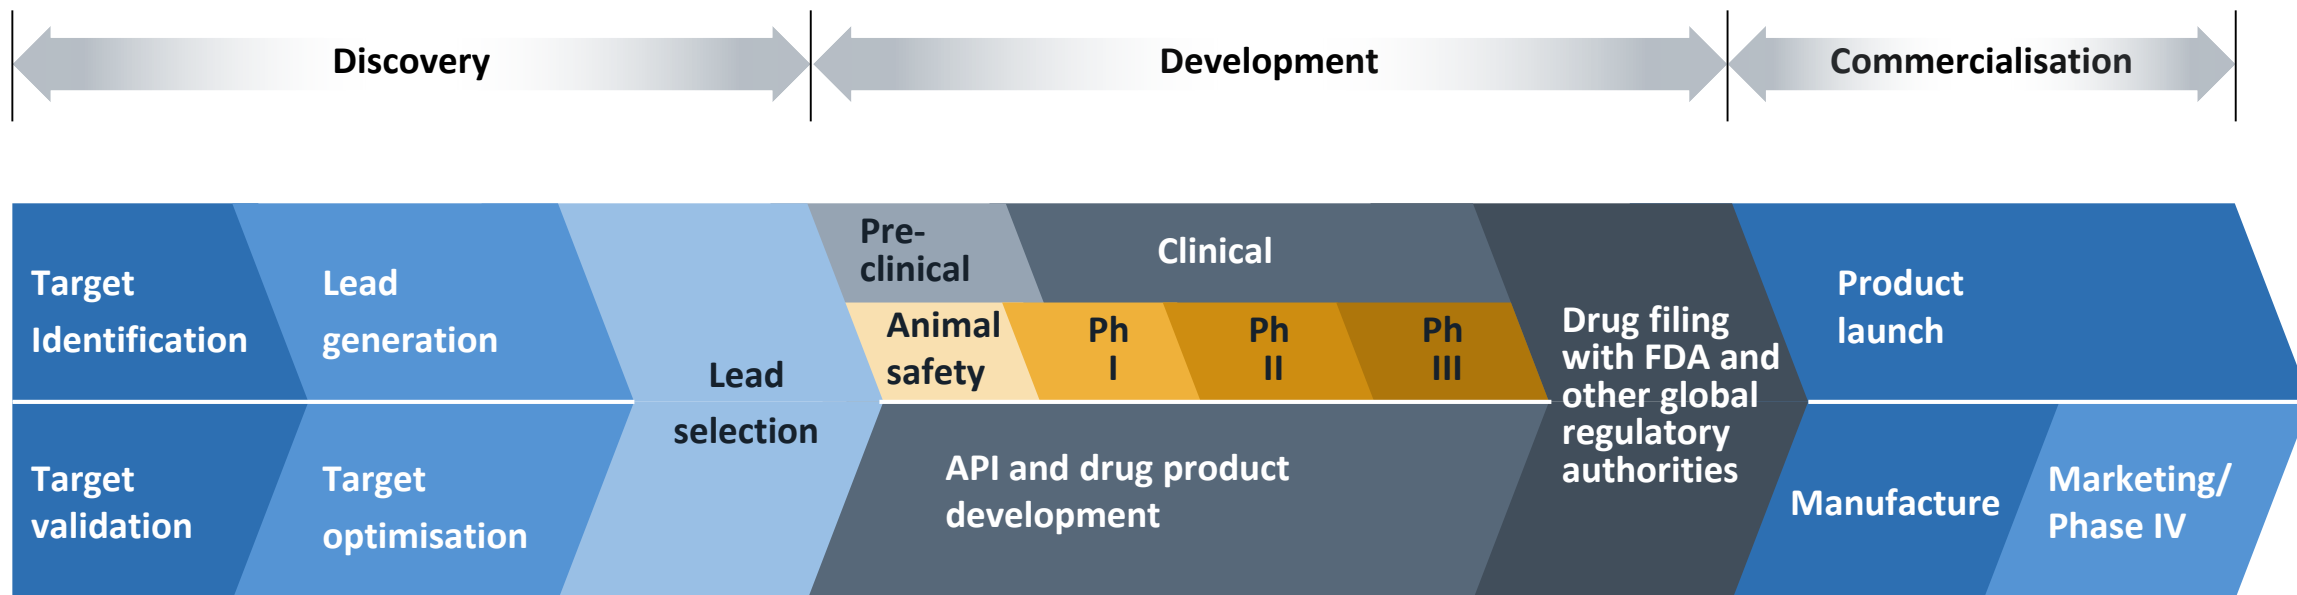 Discovery
Development
Commercialisation
Target
Identification
Lead
generation
Target
validation
Target
optimisation
Lead
selection
Pre-
clinical
Clinical
Animal
safety
Ph
I
Ph
II
Ph
III
API and drug product
development
Drug filing
with FDA and
other global
regulatory
authorities
Product
launch
Manufacture
Marketing/
Phase IV